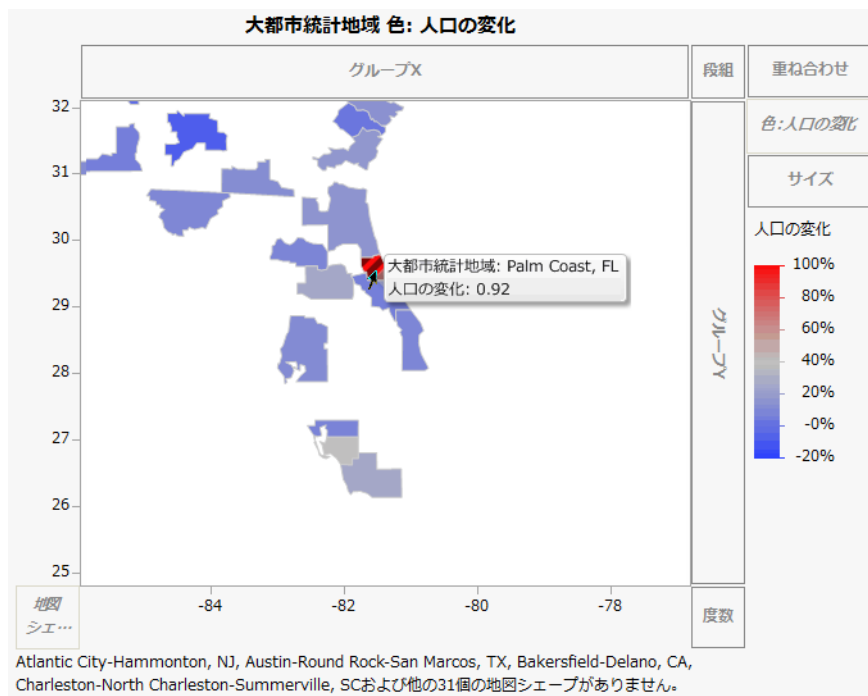 大都市統計地域 色: 人口の変化
グループX
段組
重ね合わせ
色:人口の変化
サイズ
人口の変化
100%
80%
60%
40%
20%
-0%
-20%
32
31
30
29
28
27
26
25
大都市統計地域: Palm Coast, FL
人口の変化: 0.92
グループY
-84
-82
-80
-78
地図
シェ…
度数
Atlantic City-Hammonton, NJ, Austin-Round Rock-San Marcos, TX, Bakersfield-Delano, CA,
Charleston-North Charleston-Summerville, SCおよび他の31個の地図シェープがありません。